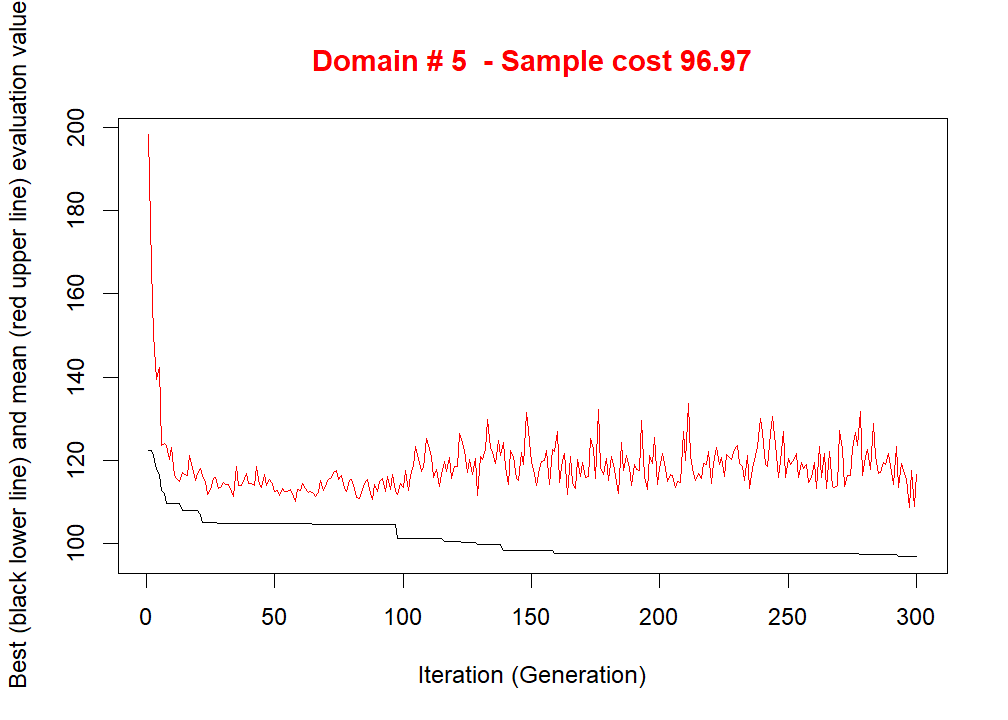 Domain # 5  - Sample cost 96.97
Best (black lower line) and mean (red upper line) evaluation value
200
180
160
140
120
100
0 50 100 150 200 250 300
Iteration (Generation)